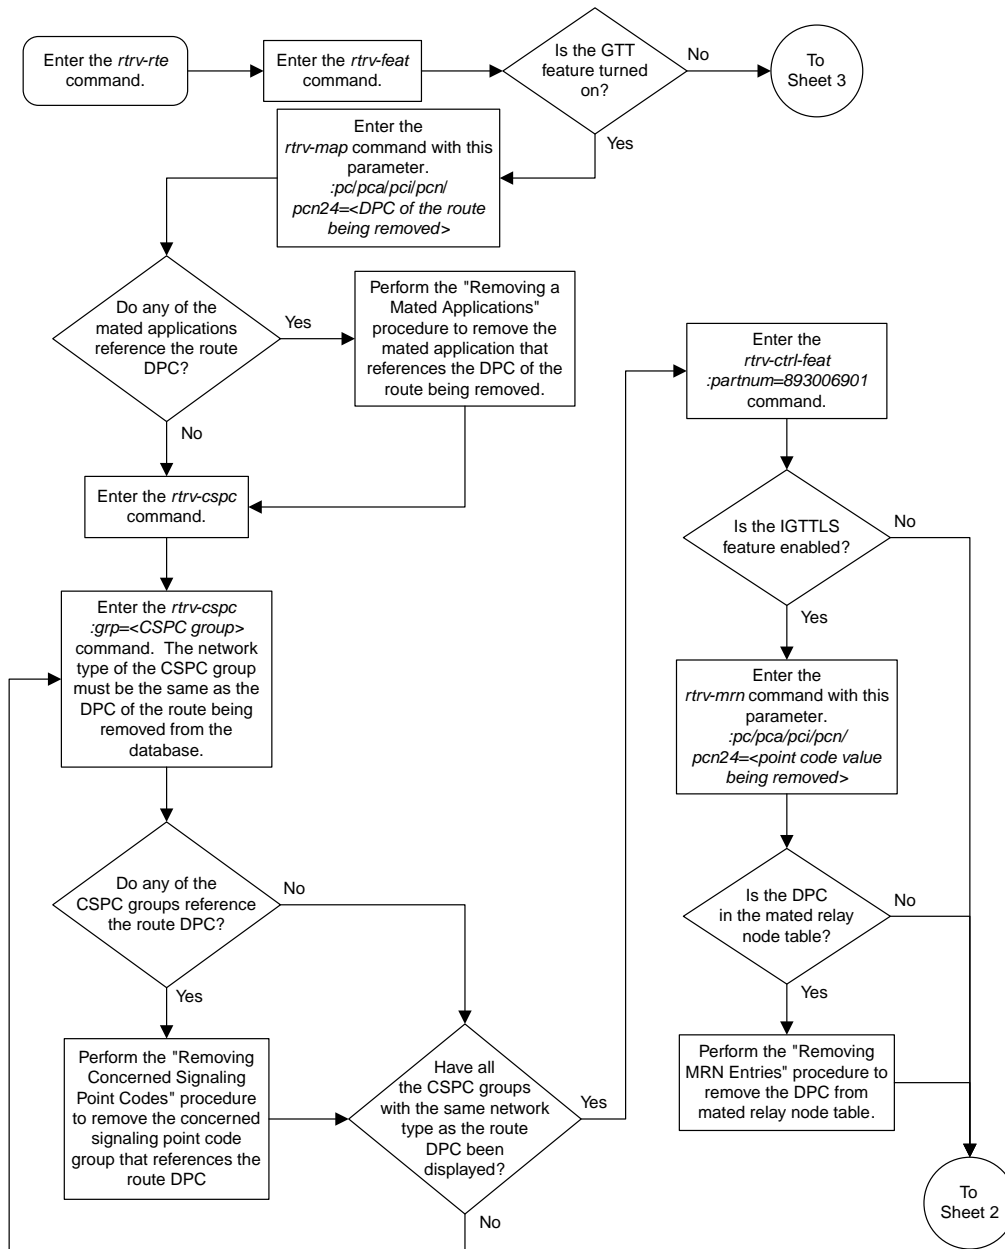 Enter the rtrv-rte
command.
Enter the rtrv-feat
command.
Is the GTT
feature turned
on?
No
To
Sheet 3
Yes
Enter the
rtrv-map command with this
parameter.
:pc/pca/pci/pcn/
pcn24=<DPC of the route
being removed>
Do any of the
mated applications
reference the route
DPC?
Yes
Perform the "Removing a
Mated Applications"
procedure to remove the
mated application that
references the DPC of the
route being removed.
No
Enter the rtrv-cspc
command.
Enter the rtrv-cspc
:grp=<CSPC group>
command. The network
type of the CSPC group
must be the same as the
DPC of the route being
removed from the
database.
Do any of the
CSPC groups reference
the route DPC?
No
Yes
Perform the "Removing
Concerned Signaling
Point Codes" procedure
to remove the concerned
signaling point code
group that references the
route DPC
Have all
the CSPC groups
with the same network
type as the route
DPC been
displayed?
Yes
No
Enter the
rtrv-ctrl-feat
:partnum=893006901
command.
Is the IGTTLS
feature enabled?
No
Yes
Enter the
rtrv-mrn command with this
parameter.
:pc/pca/pci/pcn/
pcn24=<point code value
being removed>
Is the DPC
in the mated relay
node table?
No
Yes
Perform the "Removing
MRN Entries" procedure to
remove the DPC from
mated relay node table.
To
Sheet 2